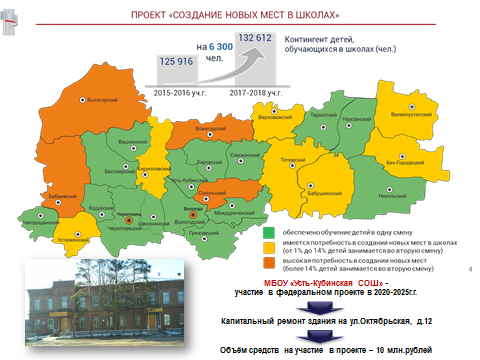 ПРОЕКТ «СОЗДАНИЕ НОВЫХ МЕСТ В ШКОЛАХ»
на 6 300
чел.
125 916
132 612
2015-2016 уч.г.
2017-2018 уч.г.
Контингент детей,
обучающихся в школах (чел.)
Вытегорский
Вашкинский
Белозерский
Кирилловский
Бабаевский
Кадуйский
Череповец
Череповецкий
Шекснинский
Чагодощенский
Устюженский
Вожегодский
Харовский
Сямженский
Усть-Кубинский
Сокольский
Вологда
Вологодский
Междуреченский
Грязовецкий
Верховажский
Тарногский
Нюксенский
Великоустюгский
Тотемский
Бабушкинский
Кич-Городецкий
Никольский
обеспечено обучение детей в одну смену
имеется потребность в создании новых мест в школах
(от 1% до 14% детей занимается во вторую смену)
высокая потребность в создании новых мест
(более 14% детей занимается во вторую смену)
4
МБОУ «Усть-Кубинская СОШ» -
участие в федеральном проекте в 2020-2025г.г.
Капитальный ремонт здания на ул.Октябрьская, д.12
Объём средств на участие в проекте – 10 млн.рублей